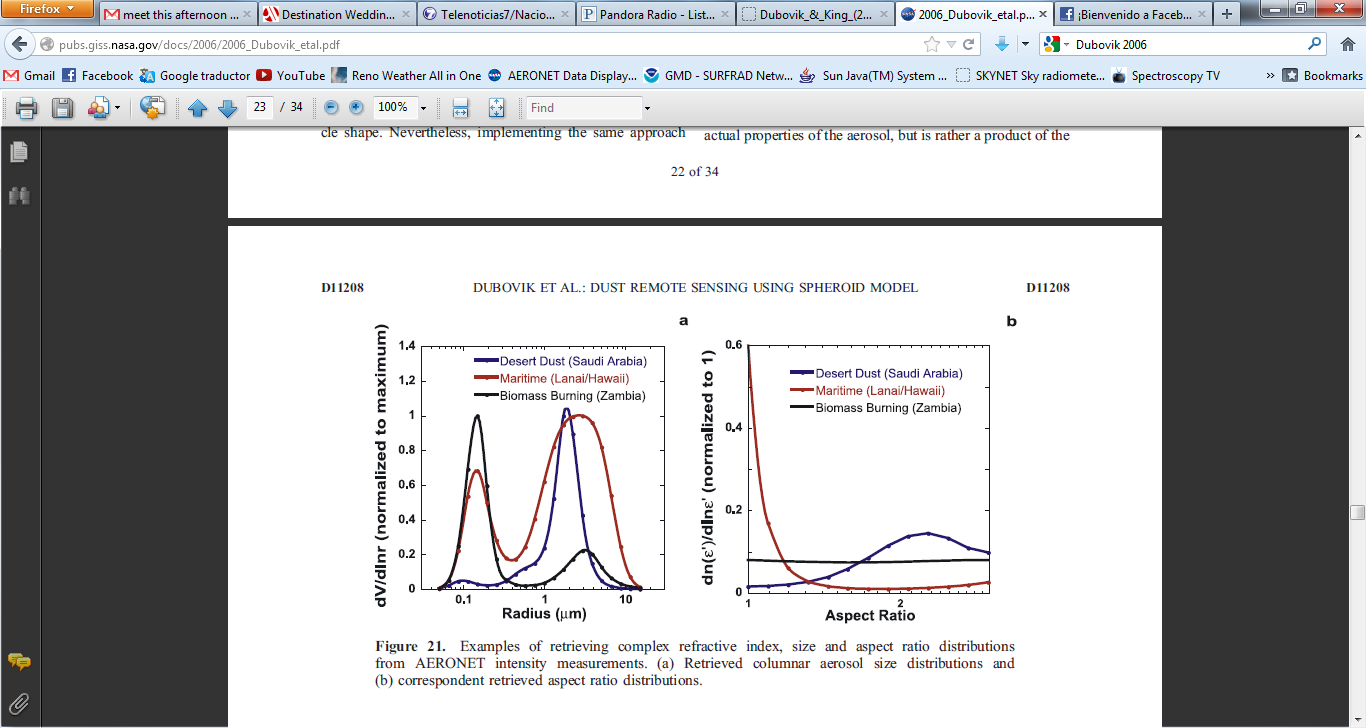 Firefox
meet this afternoon ...
Destination Weddin...
Telenoticias7/Nacio...
Pandora Radio - List...
Dubovik_&_King_(2...
2006_Dubovik_etal.p...
¡Bienvenido a Faceb...
pubs.giss.nasa.gov/docs/2006/2006_Dubovik_etal.pdf
Dubovik 2006
Gmail
Facebook
Google traductor
YouTube
Reno Weather All in One
AERONET Data Display...
GMD - SURFRAD Netw...
Sun Java(TM) System ...
SKYNET Sky radiomete...
Spectroscopy TV
»
Bookmarks
23 / 34
100%
Find
cle shape. Nevertheless, implementing the same approach
actual properties of the aerosol, but is rather a product of the
22 of 34
D11208
DUBOVIK ET AL.: DUST REMOTE SENSING USING SPHEROID MODEL
D11208
a
dV/dlnr (normalized to maximum)
1.4
1.2
1
0.8
0.6
0.4
0.2
0
Desert Dust (Saudi Arabia)
Maritime (Lanai/Hawaii)
Biomass Burning (Zambia)
0.1
1
10
Radius (µm)
b
dn(ε')/dlnε' (normalized to 1)
0.6
0.4
0.2
0
Desert Dust (Saudi Arabia)
Maritime (Lanai/Hawaii)
Biomass Burning (Zambia)
1
2
Aspect Ratio
Figure 21. Examples of retrieving complex refractive index, size and aspect ratio distributions
from AERONET intensity measurements. (a) Retrieved columnar aerosol size distributions and
(b) correspondent retrieved aspect ratio distributions.